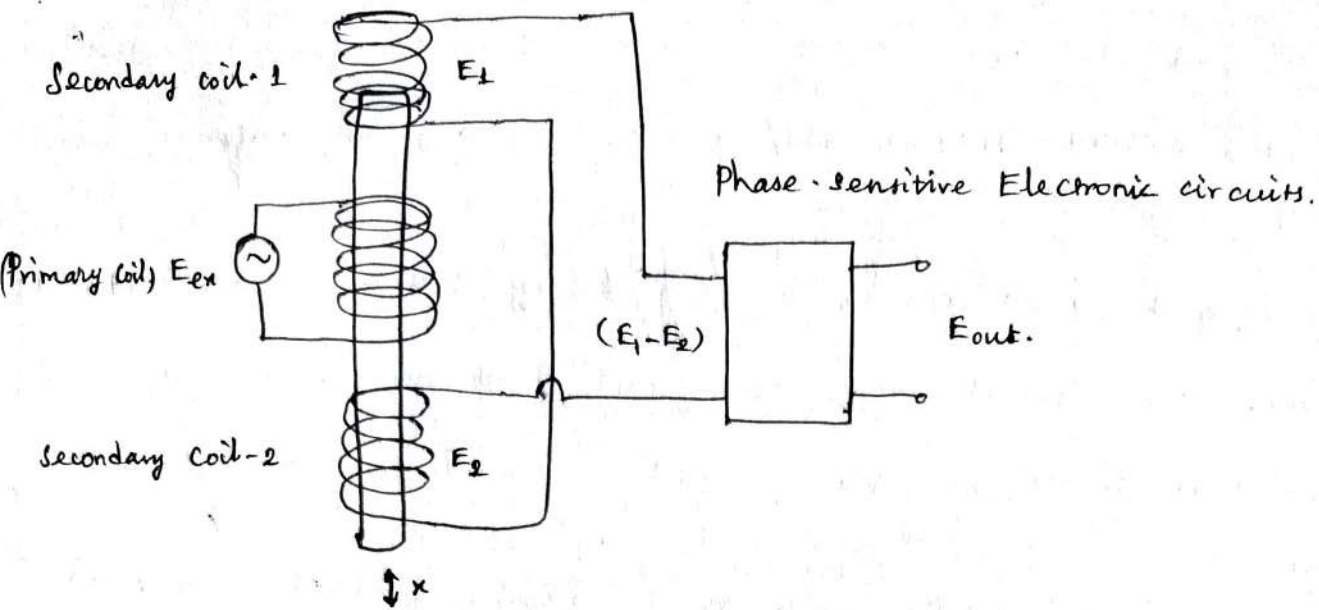 Secondary coil-1
E1
Phase-sensitive Electronic circuits.
(Primary coil) Eex
~
(E1-E2)
Eout.
secondary coil-2
E2
x